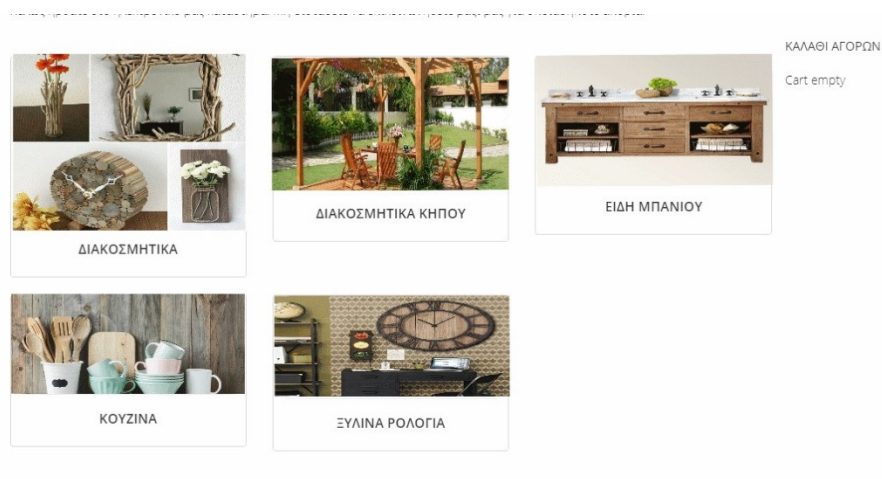 ΚΑΛΑΘΙ ΑΓΟΡΩΝ
Cart empty
ΔΙΑΚΟΣΜΗΤΙΚΑ
ΔΙΑΚΟΣΜΗΤΙΚΑ ΚΗΠΟΥ
ΕΙΔΗ ΜΠΑΝΙΟΥ
ΚΟΥΖΙΝΑ
ΞΥΛΙΝΑ ΡΟΛΟΓΙΑ